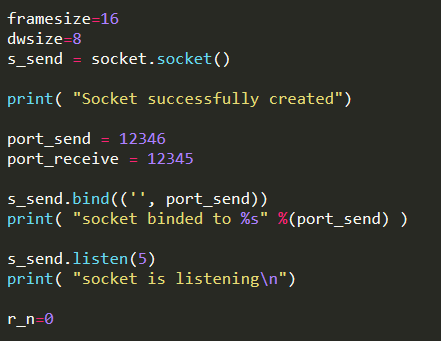 framesize=16
dwsize=8
s_send = socket.socket()
print( "Socket successfully created")
port_send = 12346
port_receive = 12345
s_send.bind(('', port_send))
print( "socket binded to %s" %(port_send) )
s_send.listen(5)
print( "socket is listening\n")
r_n=0